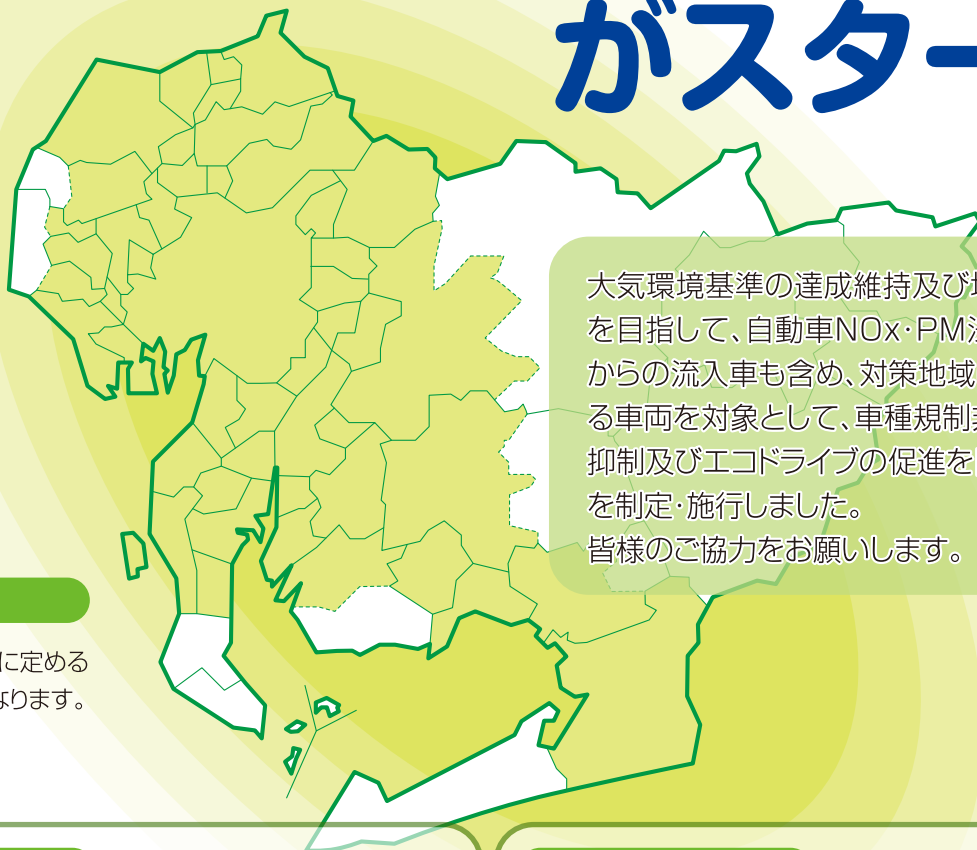 がスター
大気環境基準の達成維持及び
を目指して、自動車NOx・PM
からの流入車も含め、対策地域
る車両を対象として、車種規制
抑制及びエコドライブの促進を
を制定・施行しました。
皆様のご協力をお願いします。
に定める
なります。